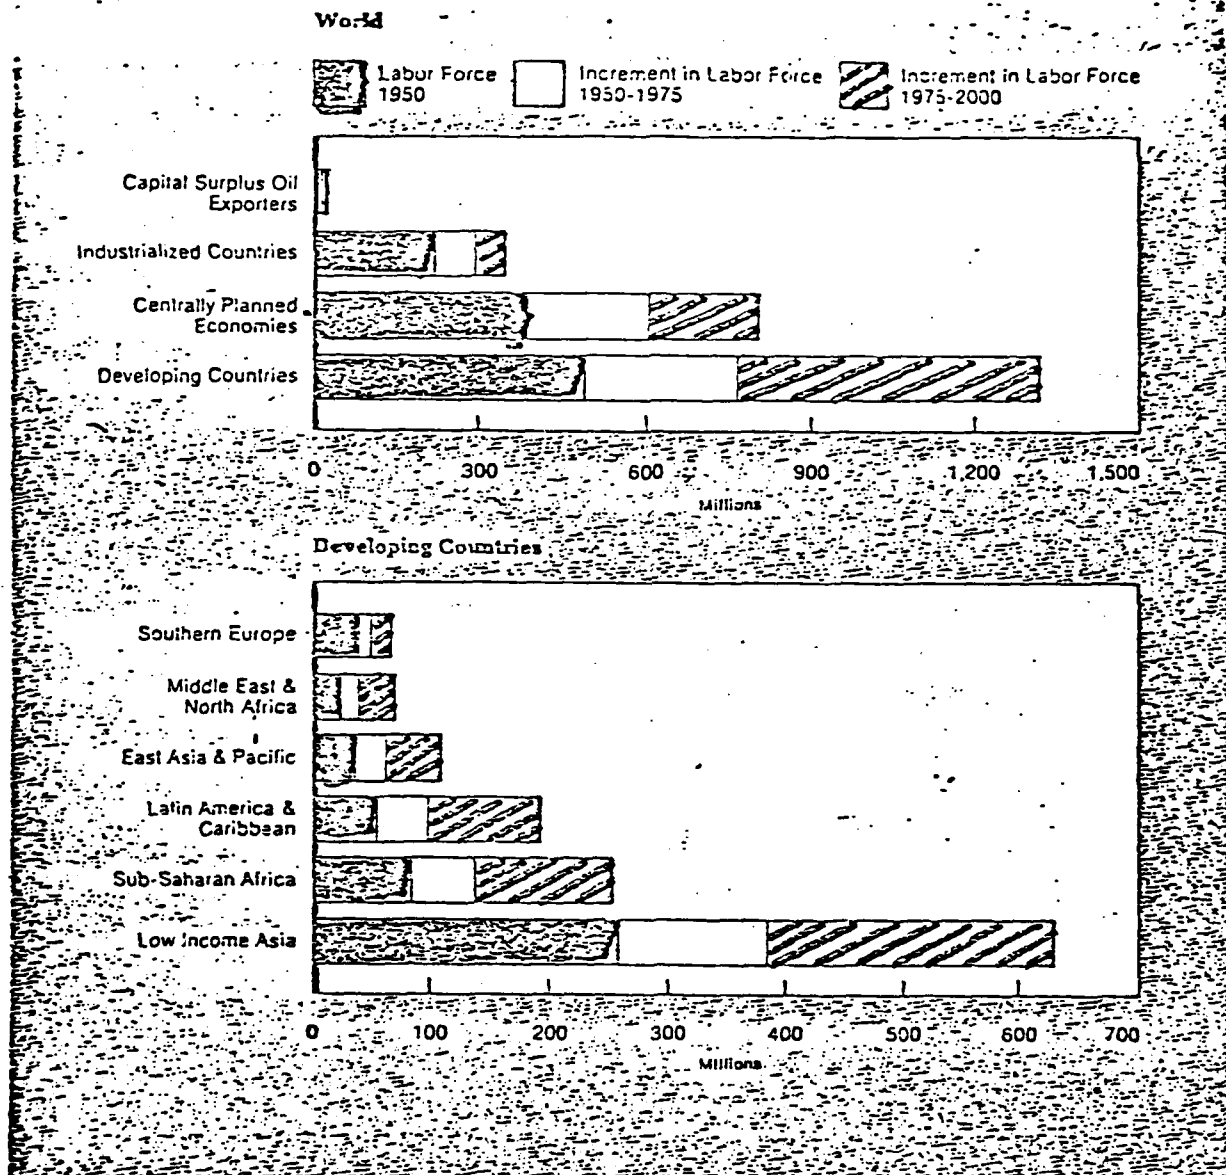 World
Labor Force
1950
Increment in Labor Force
1950-1975
Increment in Labor Force
1975-2000
Capital Surplus Oil
Exporters
Industrialized Countries
Centrally Planned
Economies
Developing Countries
0 300 600 900 1,200 1,500
Millions
Developing Countries
Southern Europe
Middle East &
North Africa
East Asia & Pacific
Latin America &
Caribbean
Sub-Saharan Africa
Low Income Asia
0 100 200 300 400 500 600 700
Millions